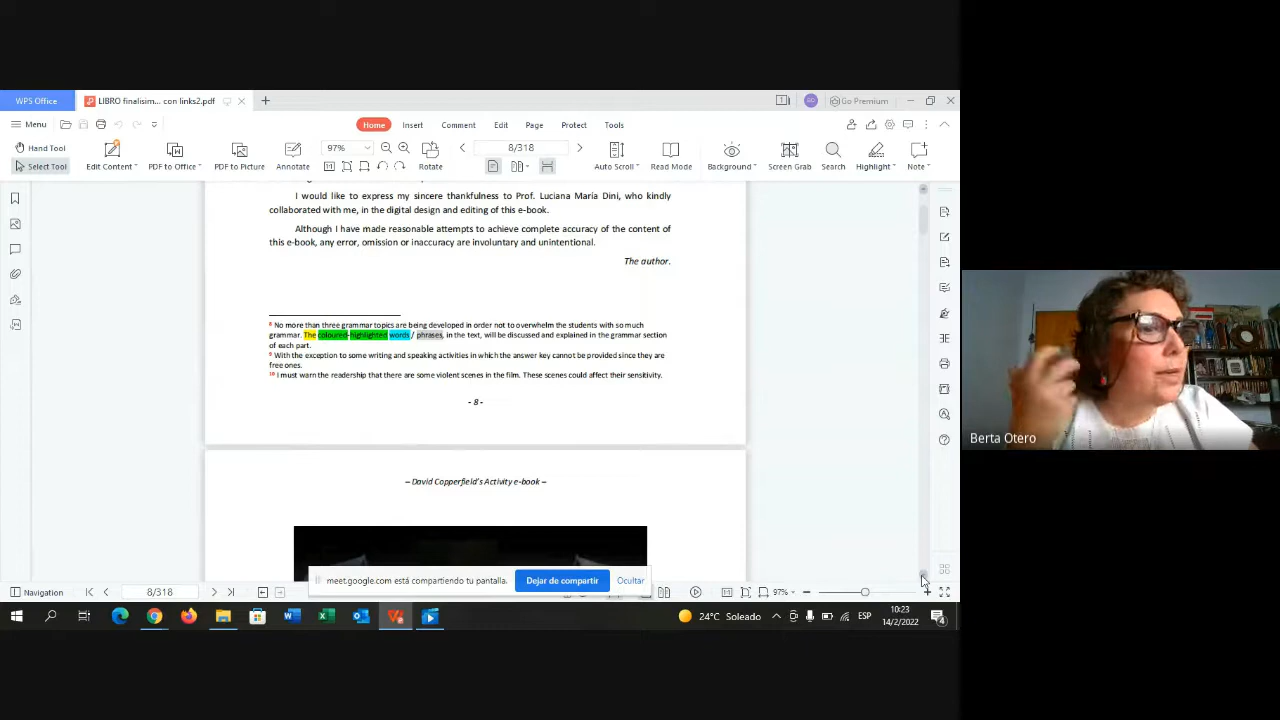 WPS Office
LIBRO finalisim... con links2.pdf
Go Premium
Menu
Home Insert Comment Edit Page Protect Tools
Hand Tool
Select Tool
Edit Content
PDF to Office
PDF to Picture
Annotate
97%
Rotate
8/318
Auto Scroll
Read Mode
Background
Screen Grab
Search
Highlight
Note
I would like to express my sincere thankfulness to Prof. Luciana María Dini, who kindly
collaborated with me, in the digital design and editing of this e-book.
Although I have made reasonable attempts to achieve complete accuracy of the content of
this e-book, any error, omission or inaccuracy are involuntary and unintentional.
The author.
8 No more than three grammar topics are being developed in order not to overwhelm the students with so much
grammar. The coloured-highlighted words / phrases, in the text, will be discussed and explained in the grammar section
of each part.
9 With the exception to some writing and speaking activities in which the answer key cannot be provided since they are
free ones.
10 I must warn the readership that there are some violent scenes in the film. These scenes could affect their sensitivity.
- 8 -
– David Copperfield's Activity e-book –
meet.google.com está compartiendo tu pantalla.
Dejar de compartir
Ocultar
Navigation
8/318
97%
24°C Soleado
ESP
10:23
14/2/2022
4
Berta Otero